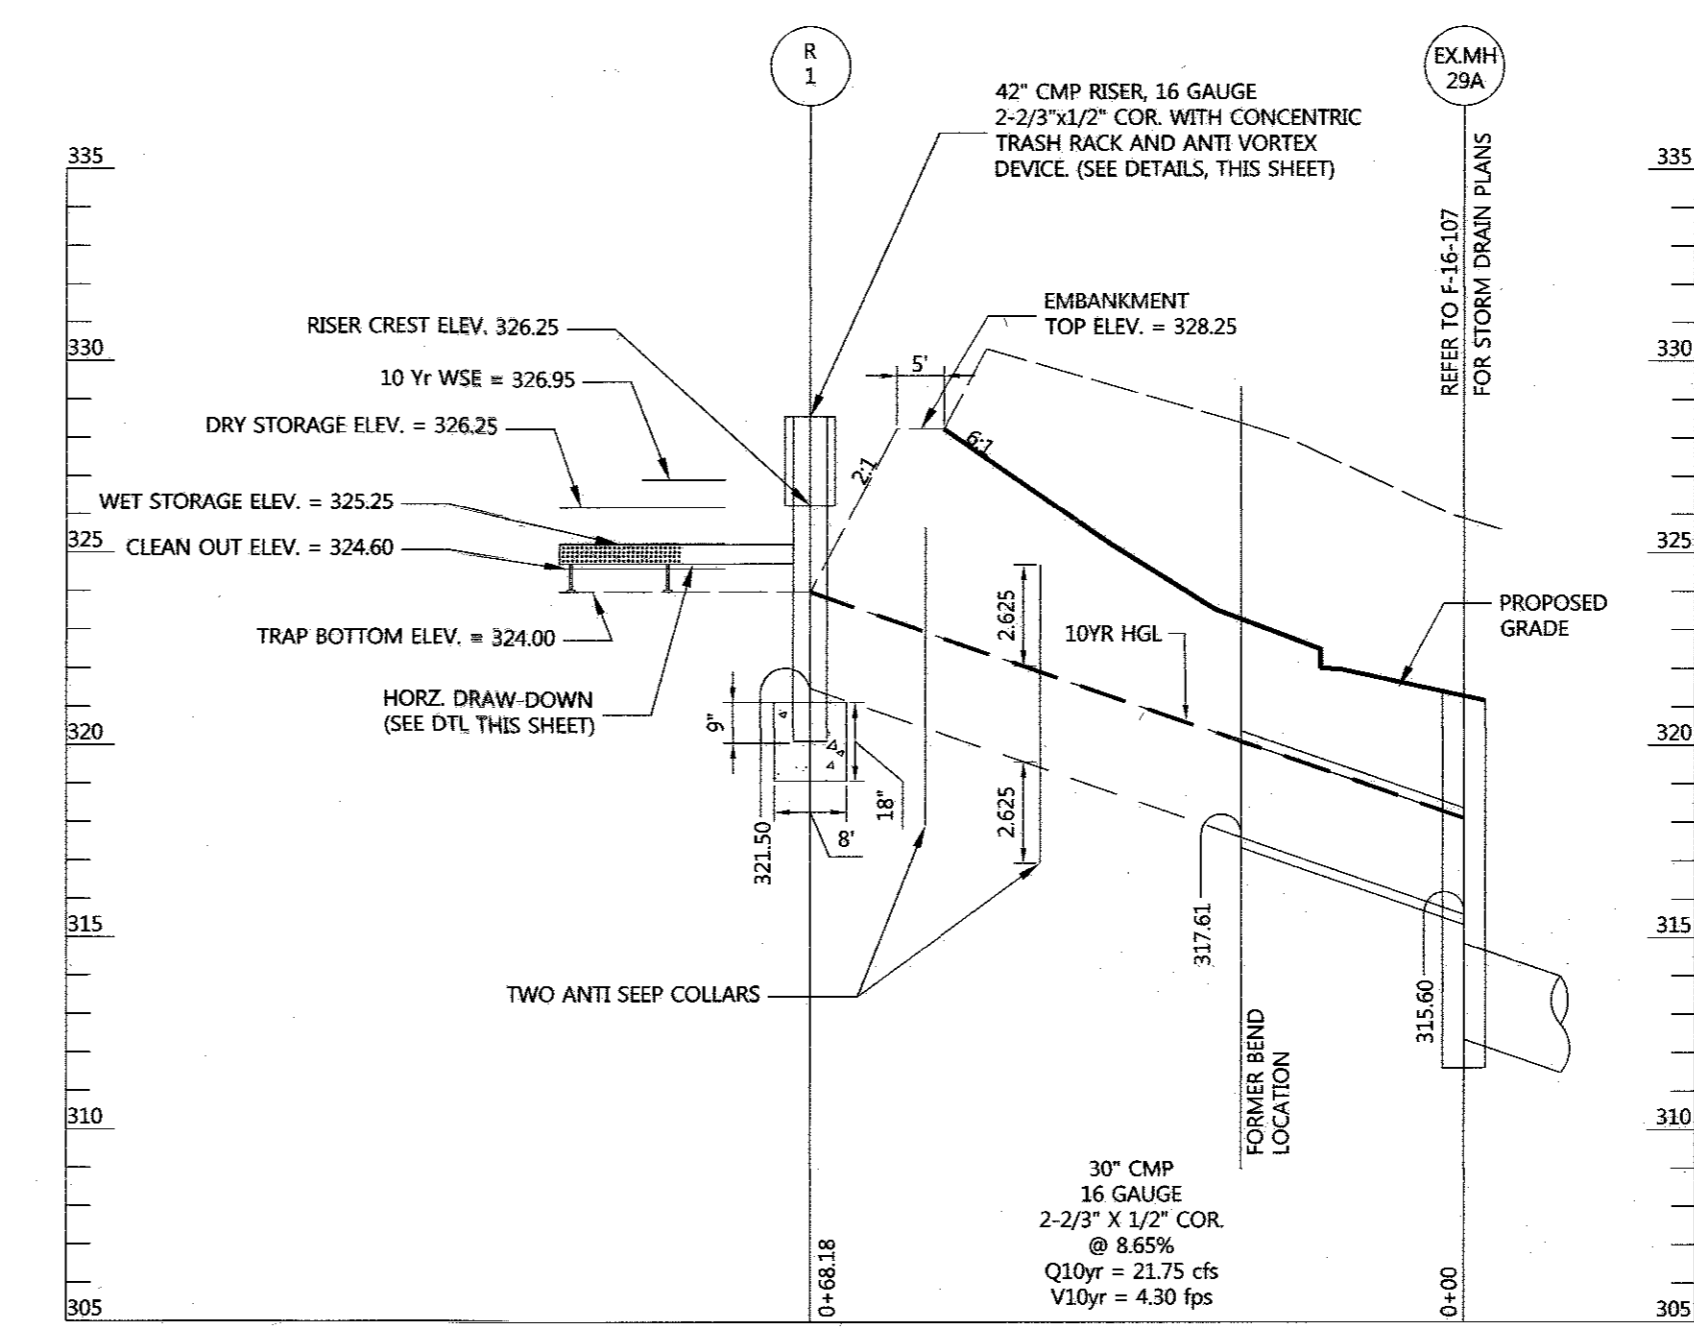 R
1
EX.MH
29A
42" CMP RISER, 16 GAUGE
2-2/3"x1/2" COR. WITH CONCENTRIC
TRASH RACK AND ANTI VORTEX
DEVICE. (SEE DETAILS, THIS SHEET)
335
335
REFER TO F-16-107
FOR STORM DRAIN PLANS
EMBANKMENT
TOP ELEV. = 328.25
RISER CREST ELEV. 326.25
330
330
10 Yr WSE = 326.95
5'
DRY STORAGE ELEV. = 326.25
6:1
2:1
WET STORAGE ELEV. = 325.25
325
325
CLEAN OUT ELEV. = 324.60
TRAP BOTTOM ELEV. = 324.00
2.625
10YR HGL
PROPOSED
GRADE
HORZ. DRAW-DOWN
(SEE DTL THIS SHEET)
9"
320
320
18"
8'
321.50
2.625
317.61
315
315
315.60
TWO ANTI SEEP COLLARS
FORMER BEND
LOCATION
310
310
30" CMP
16 GAUGE
2-2/3" X 1/2" COR.
@ 8.65%
Q10yr = 21.75 cfs
V10yr = 4.30 fps
0+68.18
0+00
305
305